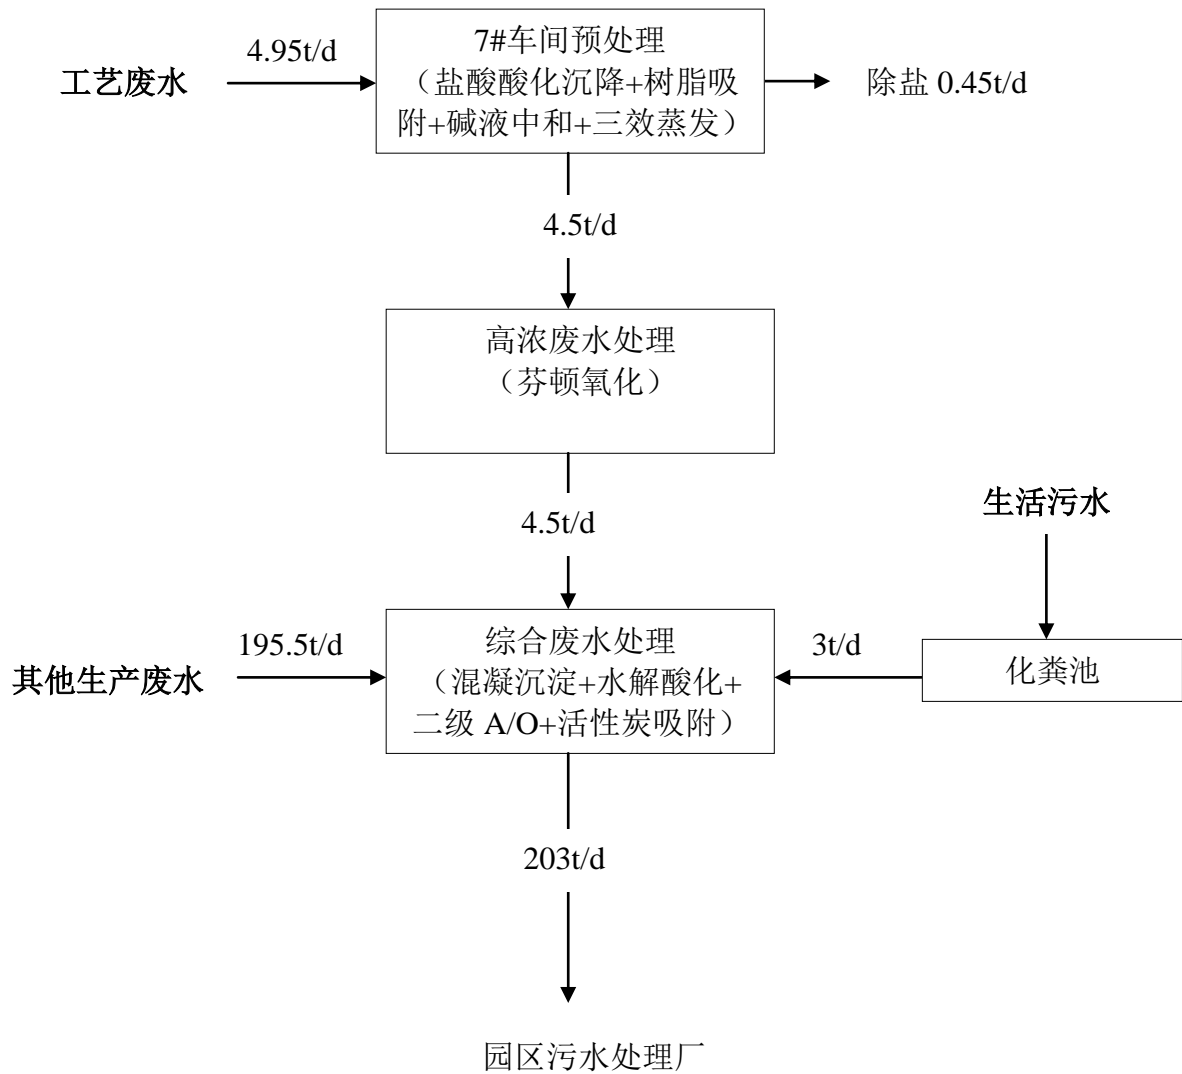 7#车间预处理
4.95t/d
（盐酸酸化沉降+树脂吸
工艺废水
除盐 0.45t/d
附+碱液中和+三效蒸发）
4.5t/d
高浓废水处理
（芬顿氧化）
生活污水
4.5t/d
195.5t/d
综合废水处理
3t/d
其他生产废水
（混凝沉淀+水解酸化+
化粪池
二级 A/O+活性炭吸附）
203t/d
园区污水处理厂